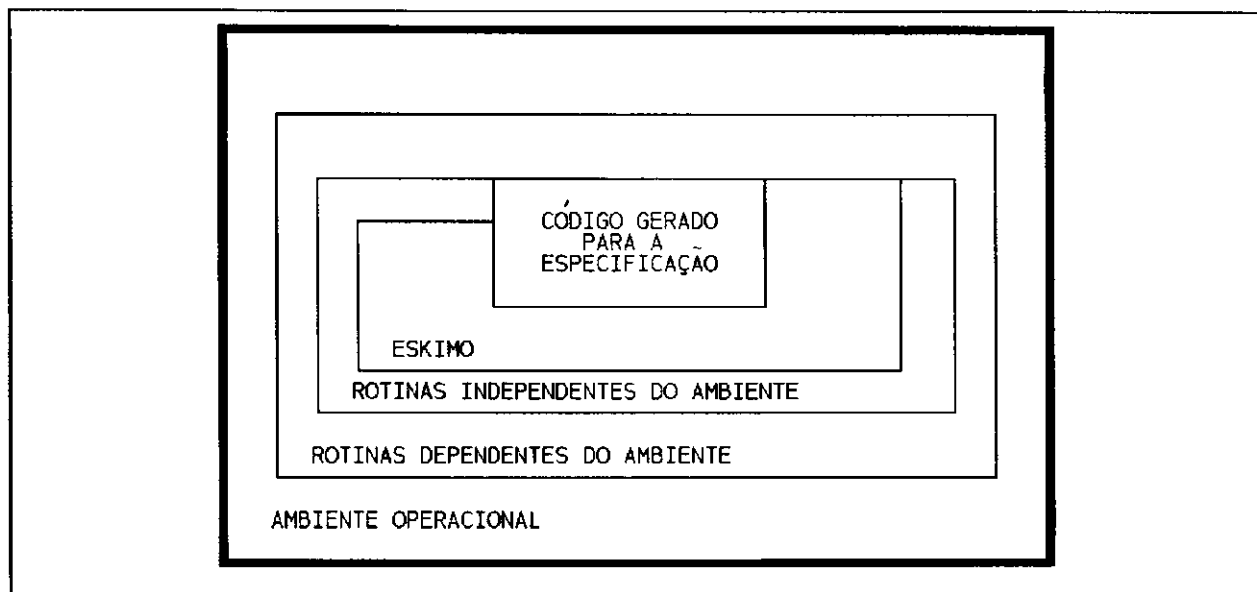 CÓDIGO GERADO
PARA A
ESPECIFICAÇÃO
ESKIMO
ROTINAS INDEPENDENTES DO AMBIENTE
ROTINAS DEPENDENTES DO AMBIENTE
AMBIENTE OPERACIONAL